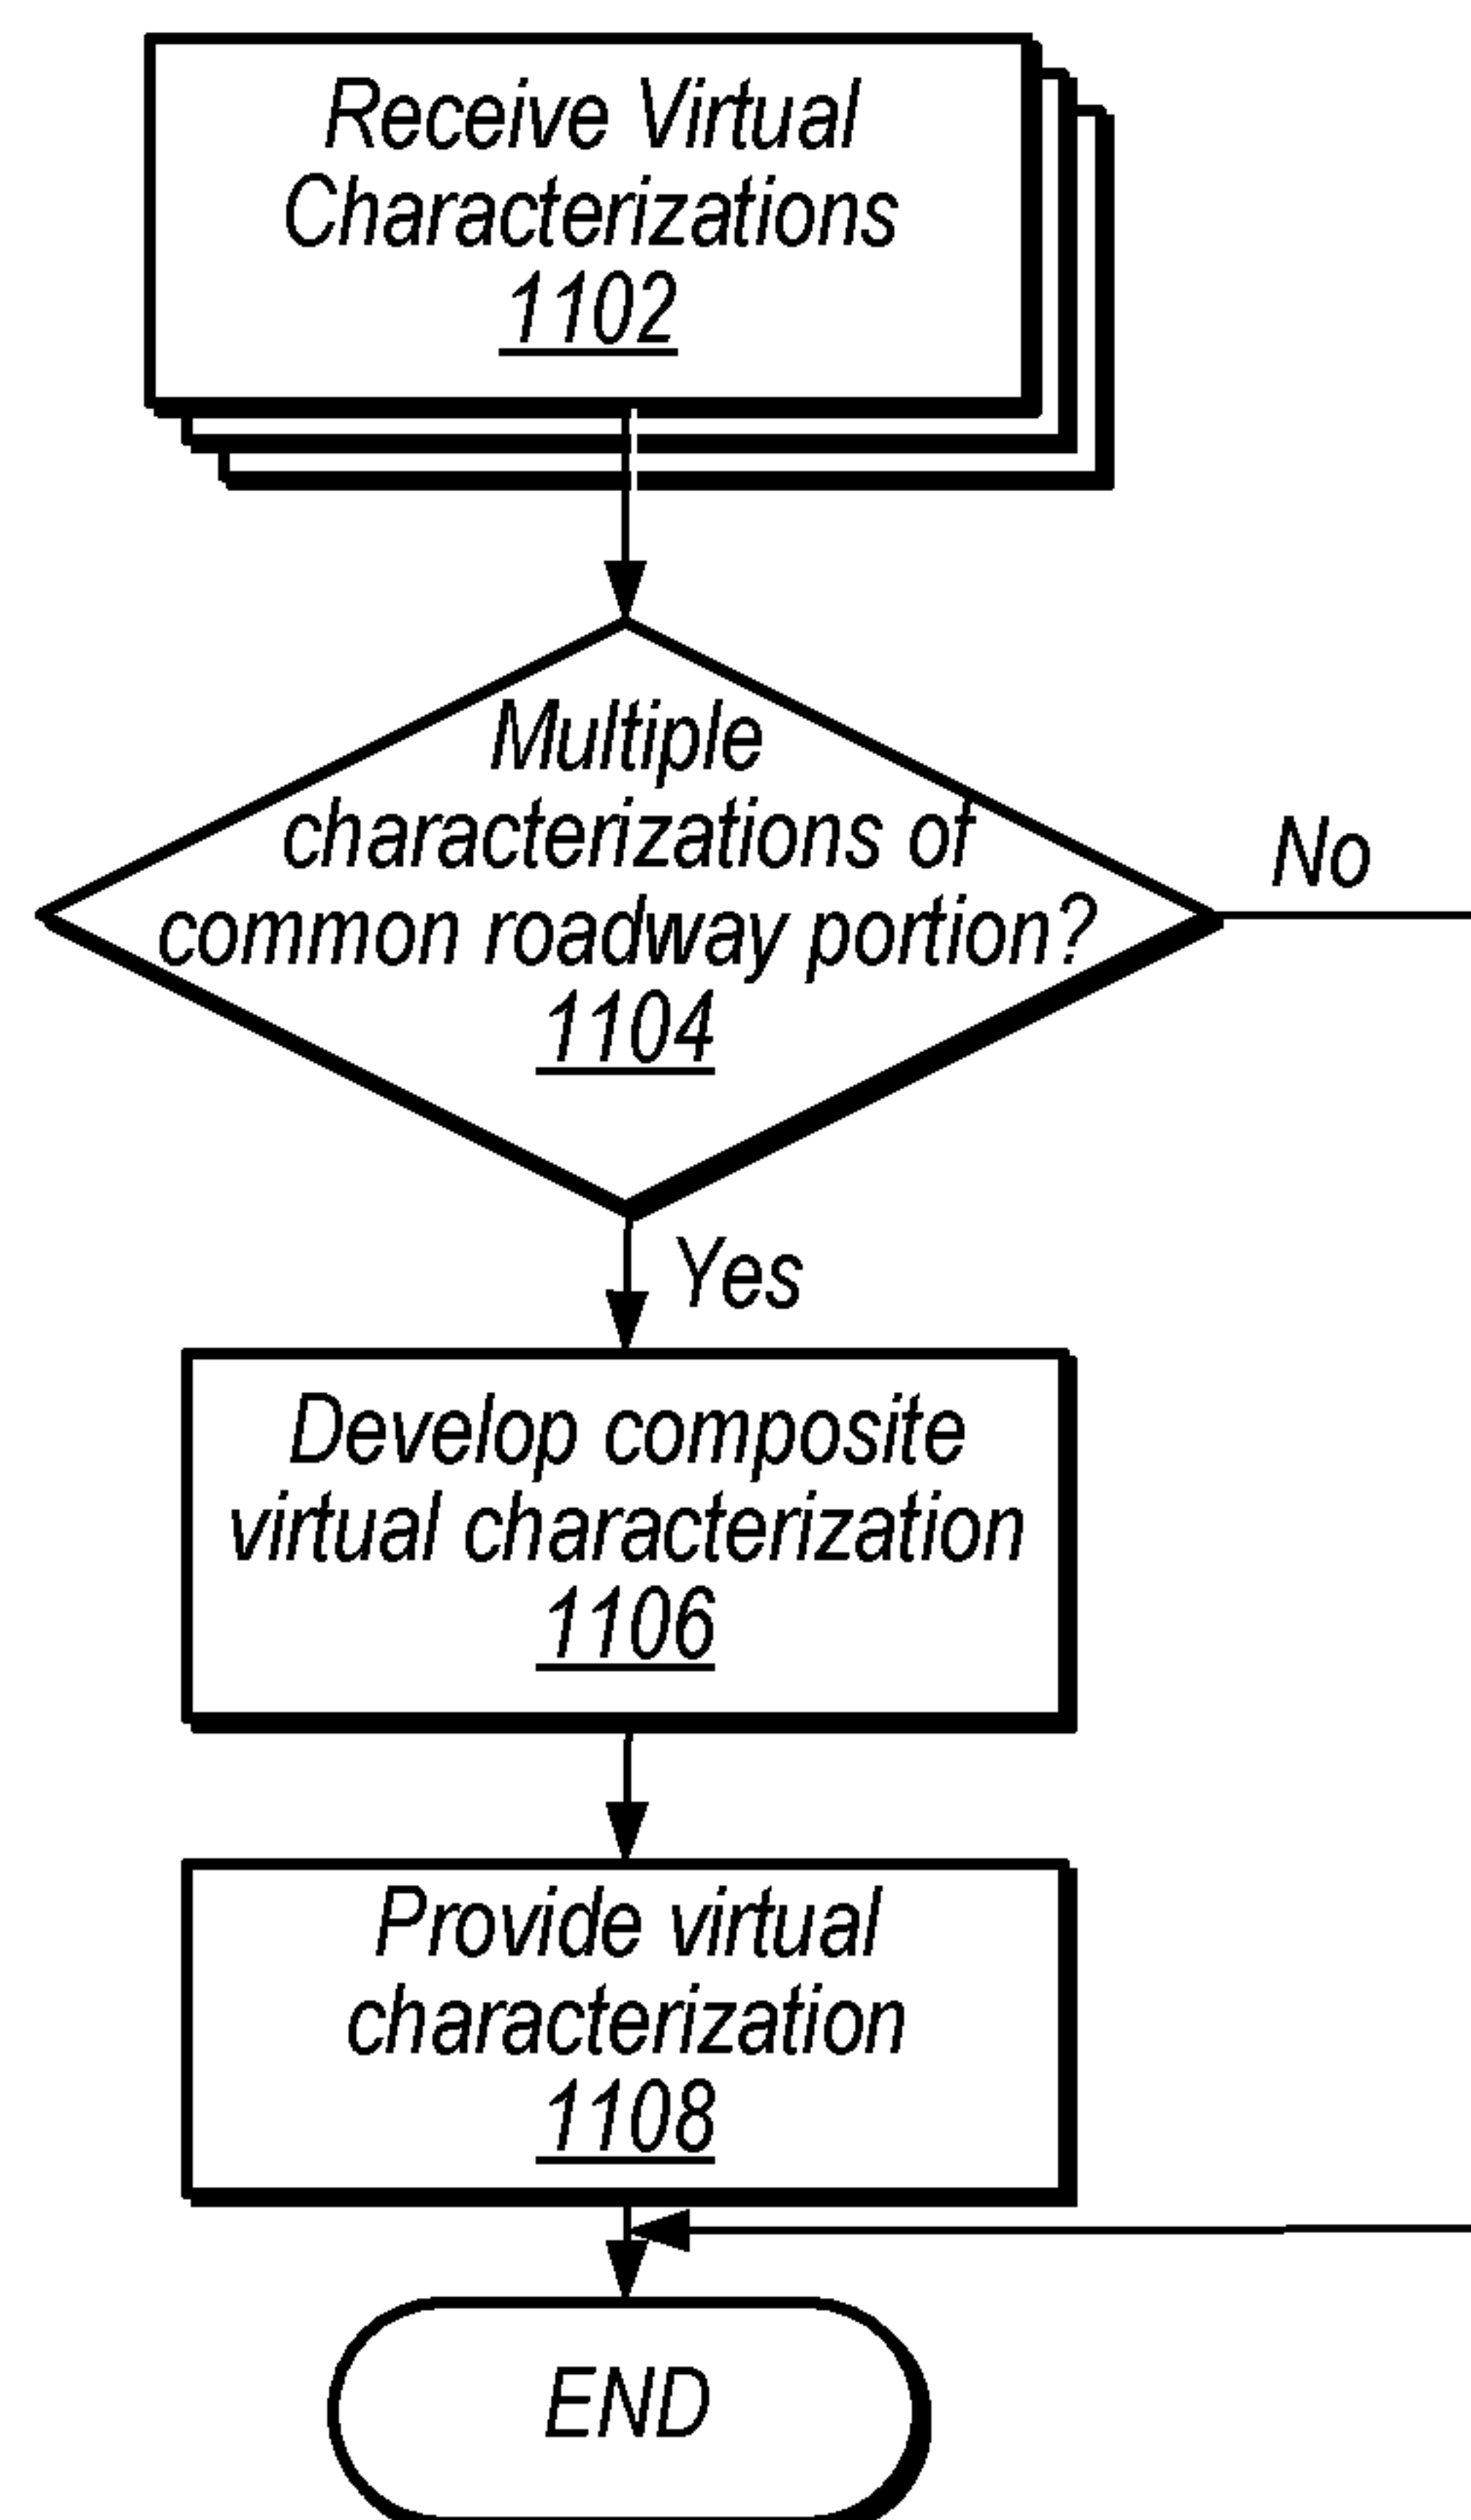 Receive Virtual
Characterizations
1102
Multiple
characterizations of
common roadway portion?
1104
No
Yes
Develop composite
virtual characterization
1106
Provide virtual
characterization
1108
END